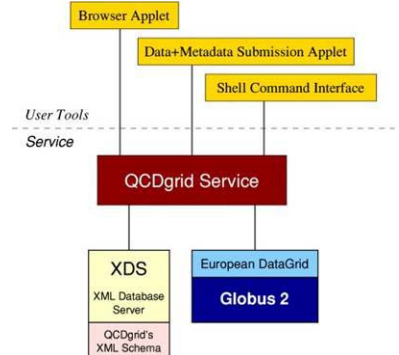 Browser Applet
Data+Metadata Submission Applet
Shell Command Interface
User Tools
Service
QCDgrid Service
XDS
XML Database
Server
QCDgrid's
XML Schema
European DataGrid
Globus 2